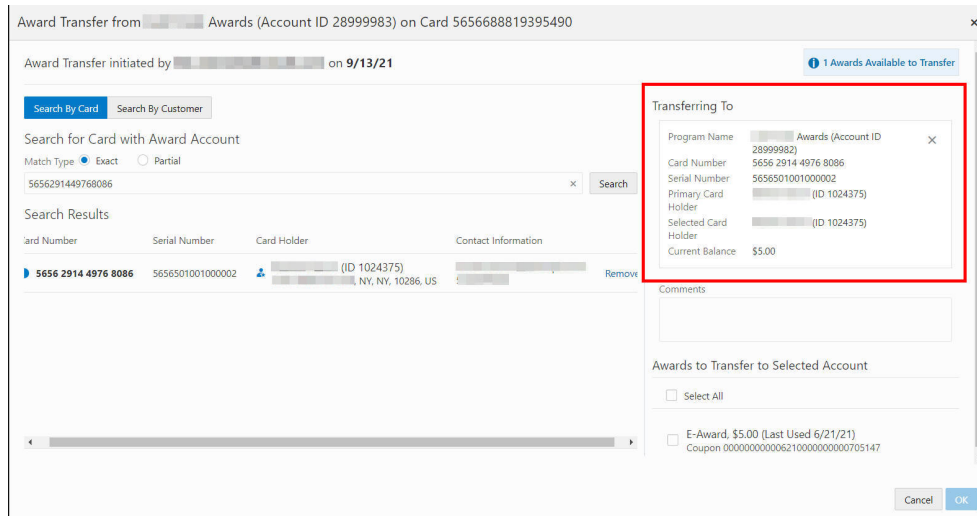 Award Transfer from Awards (Account ID 28999983) on Card 5656688819395490
Award Transfer initiated by on 9/13/21
1 Awards Available to Transfer
Search By Card Search By Customer
Search for Card with Award Account
Match Type Exact Partial
5656291449768086 Search
Search Results
ard Number Serial Number Card Holder Contact Information
5656 2914 4976 8086 5656501001000002 (ID 1024375) Remove
, NY, NY, 10286, US
Transferring To
Program Name Awards (Account ID
28999982)
Card Number 5656 2914 4976 8086
Serial Number 5656501001000002
Primary Card (ID 1024375)
Holder
Selected Card (ID 1024375)
Holder
Current Balance $5.00
Comments
Awards to Transfer to Selected Account
Select All
E-Award, $5.00 (Last Used 6/21/21)
Cancel OK